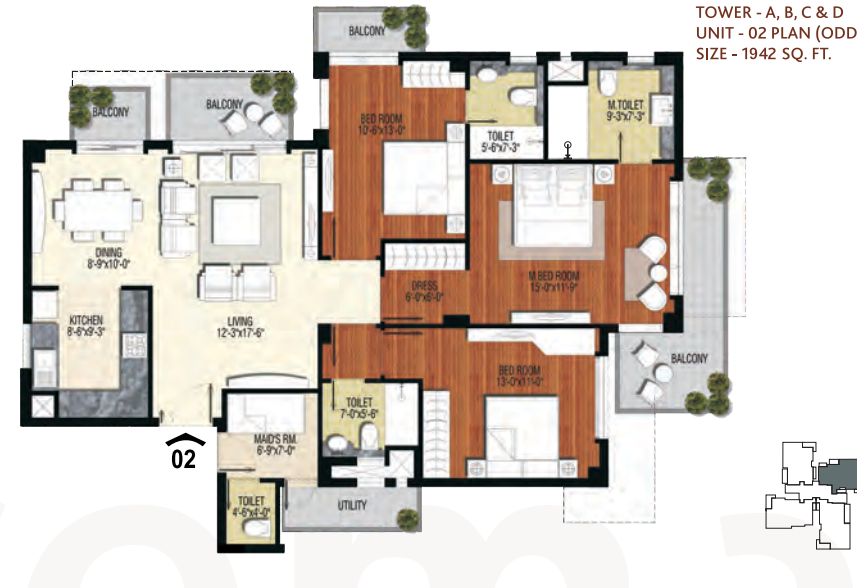 TOWER - A, B, C & D
UNIT - 02 PLAN (ODD
SIZE - 1942 SQ. FT.
BALCONY
BALCONY
BALCONY
BED ROOM
10'-6"x13'-0"
TOILET
5'-6"x7'-3"
M.TOILET
9'-3"x7'-3"
DINING
8'-9"x10'-0"
DRESS
6'-0"x6'-0"
M.BED ROOM
15'-0"x11'-9"
KITCHEN
8'-6"x9'-3"
LIVING
12'-3"x17'-6"
BALCONY
BED ROOM
13'-0"x11'-0"
TOILET
7'-0"x5'-6"
MAID'S RM.
6'-9"x7'-0"
02
TOILET
4'-6"x4'-0"
UTILITY